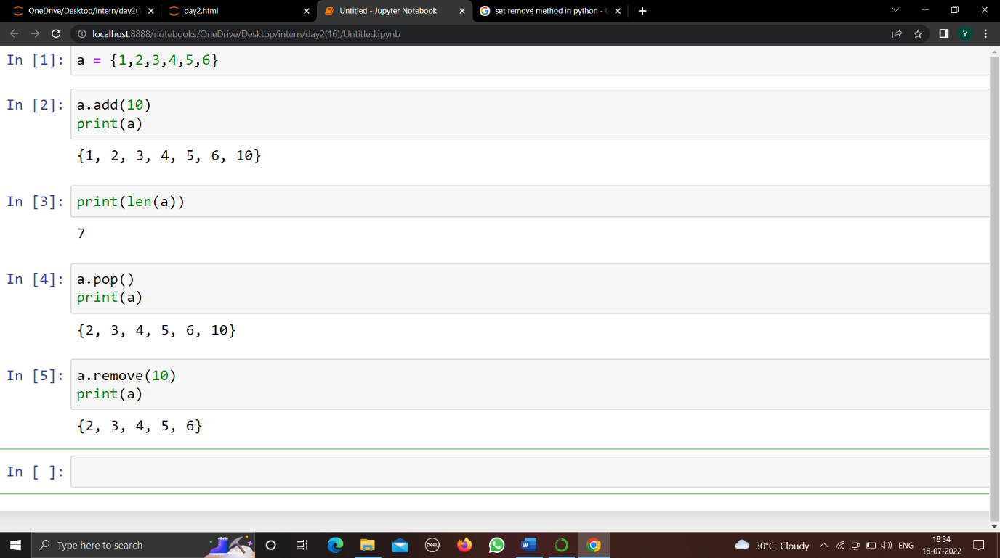 OneDrive/Desktop/intern/day2(1
day2.html
Untitled - Jupyter Notebook
set remove method in python - G
localhost:8888/notebooks/OneDrive/Desktop/intern/day2(16)/Untitled.ipynb
Y
In [1]: a = {1,2,3,4,5,6}
In [2]: a.add(10)
print(a)
{1, 2, 3, 4, 5, 6, 10}
In [3]: print(len(a))
7
In [4]: a.pop()
print(a)
{2, 3, 4, 5, 6, 10}
In [5]: a.remove(10)
print(a)
{2, 3, 4, 5, 6}
In [ ]:
Type here to search
DELL
W
30°C Cloudy
ENG
18:34
16-07-2022